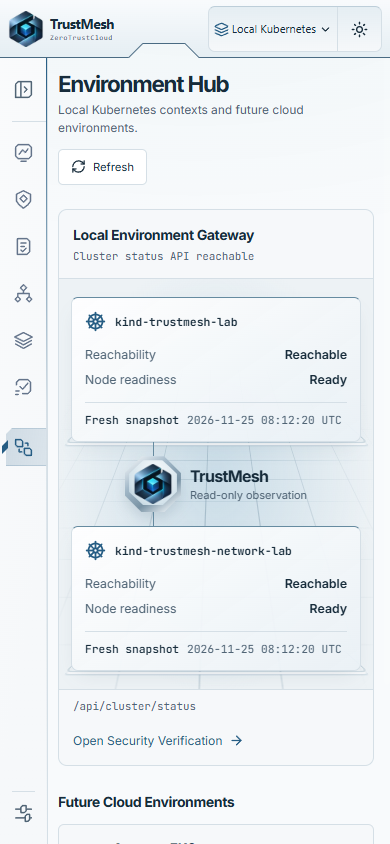 TrustMesh
ZeroTrustCloud
Local Kubernetes
Environment Hub
Local Kubernetes contexts and future cloud
environments.
Refresh
Local Environment Gateway
Cluster status API reachable
kind-trustmesh-lab
Reachability Reachable
Node readiness Ready
Fresh snapshot 2026-11-25 08:12:20 UTC
TrustMesh
Read-only observation
kind-trustmesh-network-lab
Reachability Reachable
Node readiness Ready
Fresh snapshot 2026-11-25 08:12:20 UTC
/api/cluster/status
Open Security Verification
Future Cloud Environments